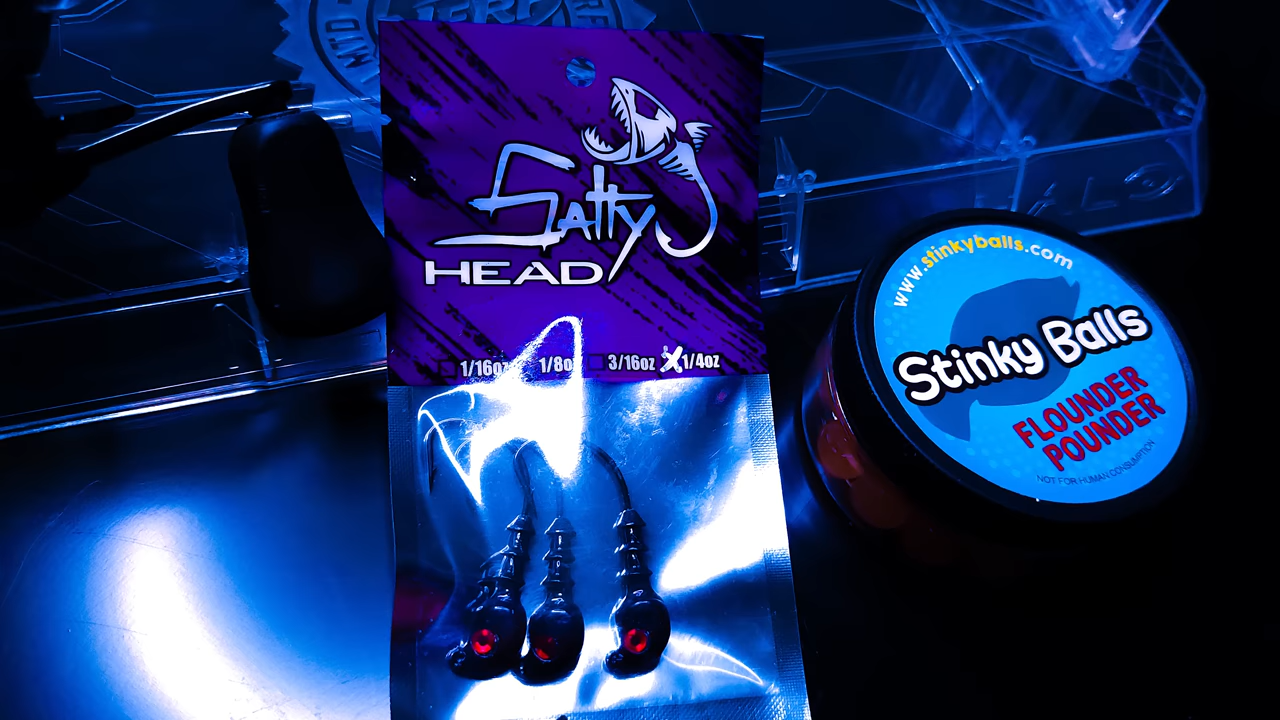 Salty
HEAD
1/16oz 1/8oz 3/16oz X 1/4oz
www.stinkyballs.com
Stinky Balls
FLOUNDER
POUNDER
NOT FOR HUMAN CONSUMPTION